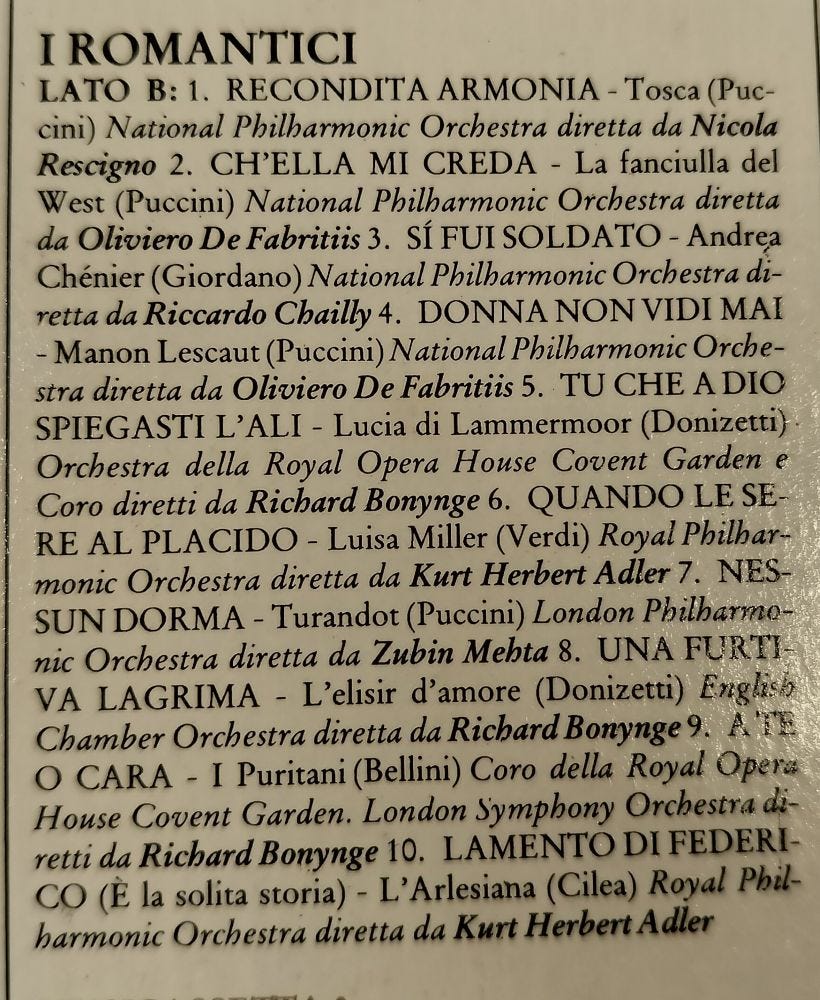 I ROMANTICI
LATO B: 1. RECONDITA ARMONIA - Tosca (Puc-
cini) National Philharmonic Orchestra diretta da Nicola
Rescigno 2. CH'ELLA MI CREDA - La fanciulla del
West (Puccini) National Philharmonic Orchestra diretta
da Oliviero De Fabritiis 3. SÍ FUI SOLDATO - Andrea
Chénier (Giordano) National Philharmonic Orchestra di-
retta da Riccardo Chailly 4. DONNA NON VIDI MAI
- Manon Lescaut (Puccini) National Philharmonic Orche-
stra diretta da Oliviero De Fabritiis 5. TU CHE A DIO
SPIEGASTI L'ALI - Lucia di Lammermoor (Donizetti)
Orchestra della Royal Opera House Covent Garden e
Coro diretti da Richard Bonynge 6. QUANDO LE SE-
RE AL PLACIDO - Luisa Miller (Verdi) Royal Philhar-
monic Orchestra diretta da Kurt Herbert Adler 7. NES-
SUN DORMA - Turandot (Puccini) London Philharmo-
nic Orchestra diretta da Zubin Mehta 8. UNA FURTI-
VA LAGRIMA - L'elisir d'amore (Donizetti) English
Chamber Orchestra diretta da Richard Bonynge 9. A TE
O CARA - I Puritani (Bellini) Coro della Royal Opera
House Covent Garden. London Symphony Orchestra di-
retti da Richard Bonynge 10. LAMENTO DI FEDERI-
CO (È la solita storia) - L'Arlesiana (Cilea) Royal Phil-
harmonic Orchestra diretta da Kurt Herbert Adler